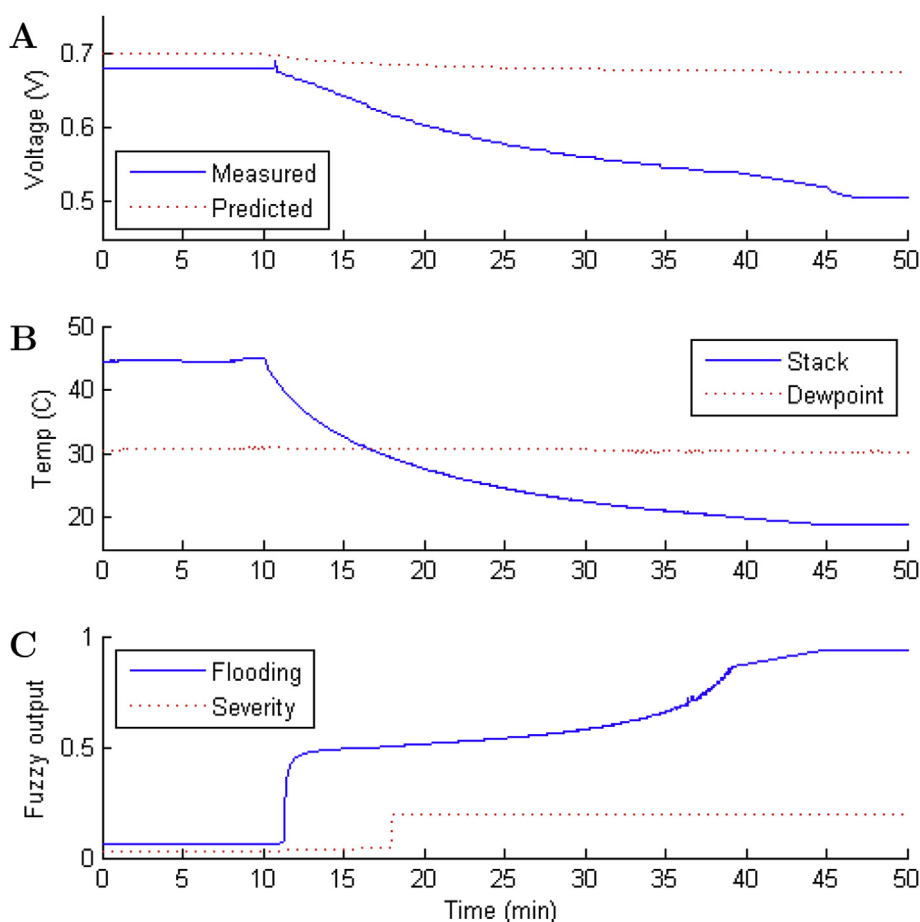 A
Voltage (V)
0.7
0.6
0.5
Measured
Predicted
0 5 10 15 20 25 30 35 40 45 50
B
Temp (C)
50
40
30
20
Stack
Dewpoint
0 5 10 15 20 25 30 35 40 45 50
C
Fuzzy output
1
0.5
0
Flooding
Severity
0 5 10 15 20 25 30 35 40 45 50
Time (min)